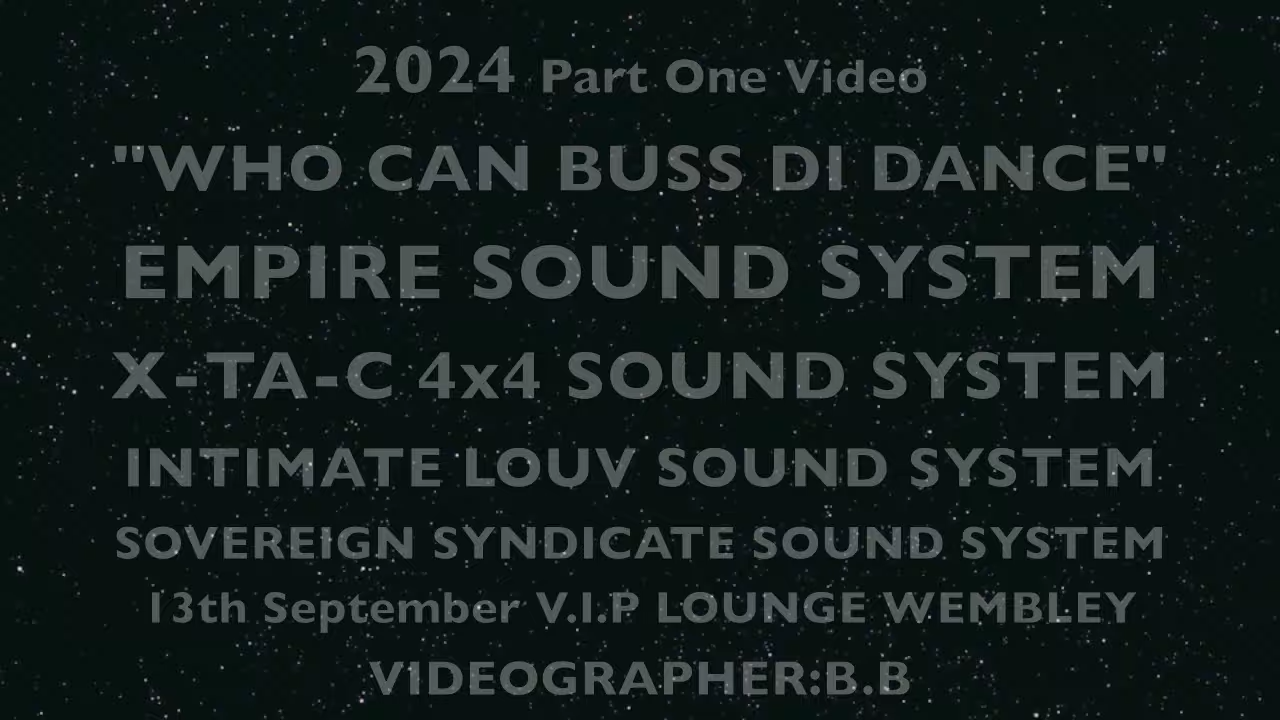 2024 Part One Video
"WHO CAN BUSS DI DANCE"
EMPIRE SOUND SYSTEM
X-TA-C 4x4 SOUND SYSTEM
INTIMATE LOUV SOUND SYSTEM
SOVEREIGN SYNDICATE SOUND SYSTEM
13th September V.I.P LOUNGE WEMBLEY
VIDEOGRAPHER:B.B